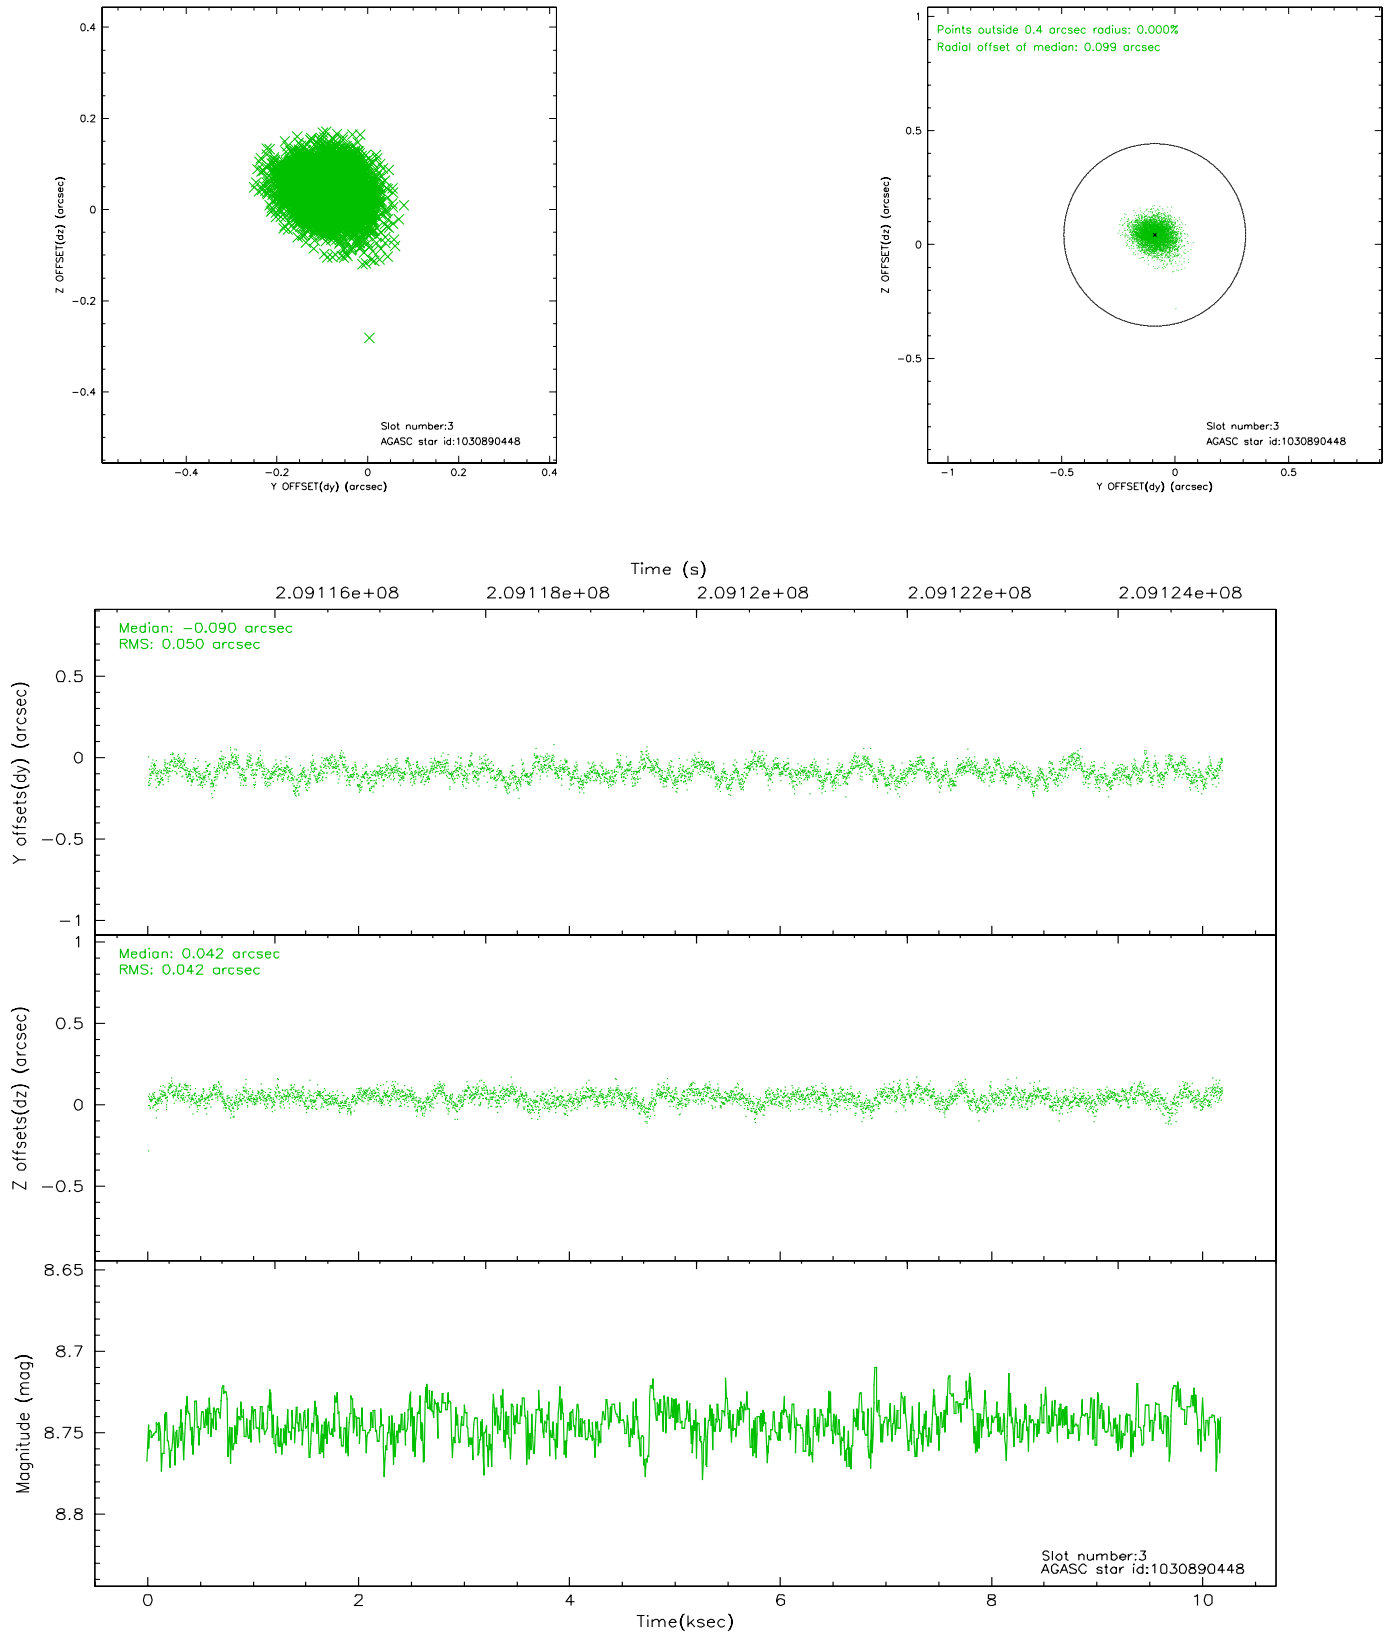 0.4
0.2
0
−0.2
−0.4
Z OFFSET(dz) (arcsec)
−0.4
−0.2
0
0.2
0.4
Y OFFSET(dy) (arcsec)
Slot number:3
AGASC star id:1030890448
Points outside 0.4 arcsec radius: 0.000%
Radial offset of median: 0.099 arcsec
1
0.5
0
−0.5
Z OFFSET(dz) (arcsec)
−1
−0.5
0
0.5
Y OFFSET(dy) (arcsec)
Slot number:3
AGASC star id:1030890448
Time (s)
2.09116e+08
2.09118e+08
2.0912e+08
2.09122e+08
2.09124e+08
Median: −0.090 arcsec
RMS: 0.050 arcsec
0.5
0
−0.5
−1
Y offsets(dy) (arcsec)
Median: 0.042 arcsec
RMS: 0.042 arcsec
1
0.5
0
−0.5
Z offsets(dz) (arcsec)
8.65
8.7
8.75
8.8
Magnitude (mag)
Slot number:3
AGASC star id:1030890448
0
2
4
6
8
10
Time(ksec)